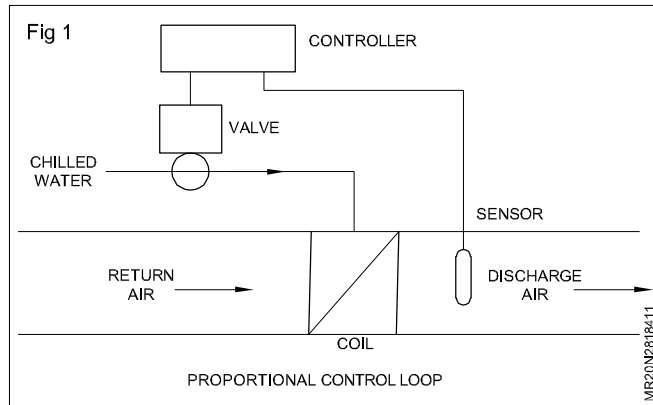 Fig 1
CONTROLLER
VALVE
CHILLED
WATER
SENSOR
RETURN
AIR
DISCHARGE
AIR
COIL
PROPORTIONAL CONTROL LOOP
MR20N2818411